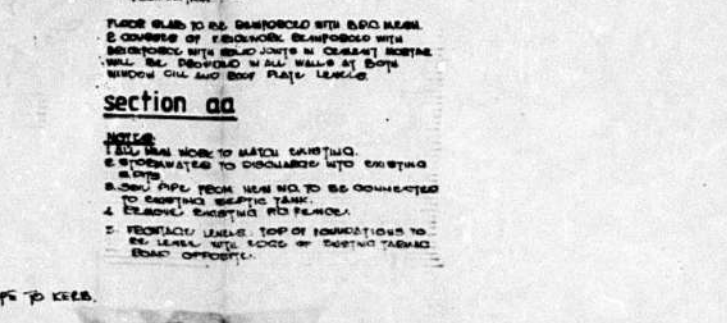 FLOOR SLAB TO BE REINFORCED WITH B.R.C MESH.
2 COURSES OF BRICKWORK REINFORCED WITH
BRICKFORCE WITH SOLID JOINTS IN CEMENT MORTAR
WILL BE PROVIDED IN ALL WALLS AT BOTH
WINDOW CILL AND ROOF PLATE LEVELS.
section aa
NOTES
1 ALL NEW WORK TO MATCH EXISTING.
2 STORMWATER TO DISCHARGE INTO EXISTING
3. SOIL PIPE FROM NEW TO BE CONNECTED
TO EXISTING SEPTIC TANK.
4 REMOVE EXISTING FENCE.
5. FRONTAGE LEVELS. TOP OF FOUNDATIONS TO
BE LEVEL WITH EDGE OF EXISTING TARMAC
ROAD OPPOSITE.
TO KERB.